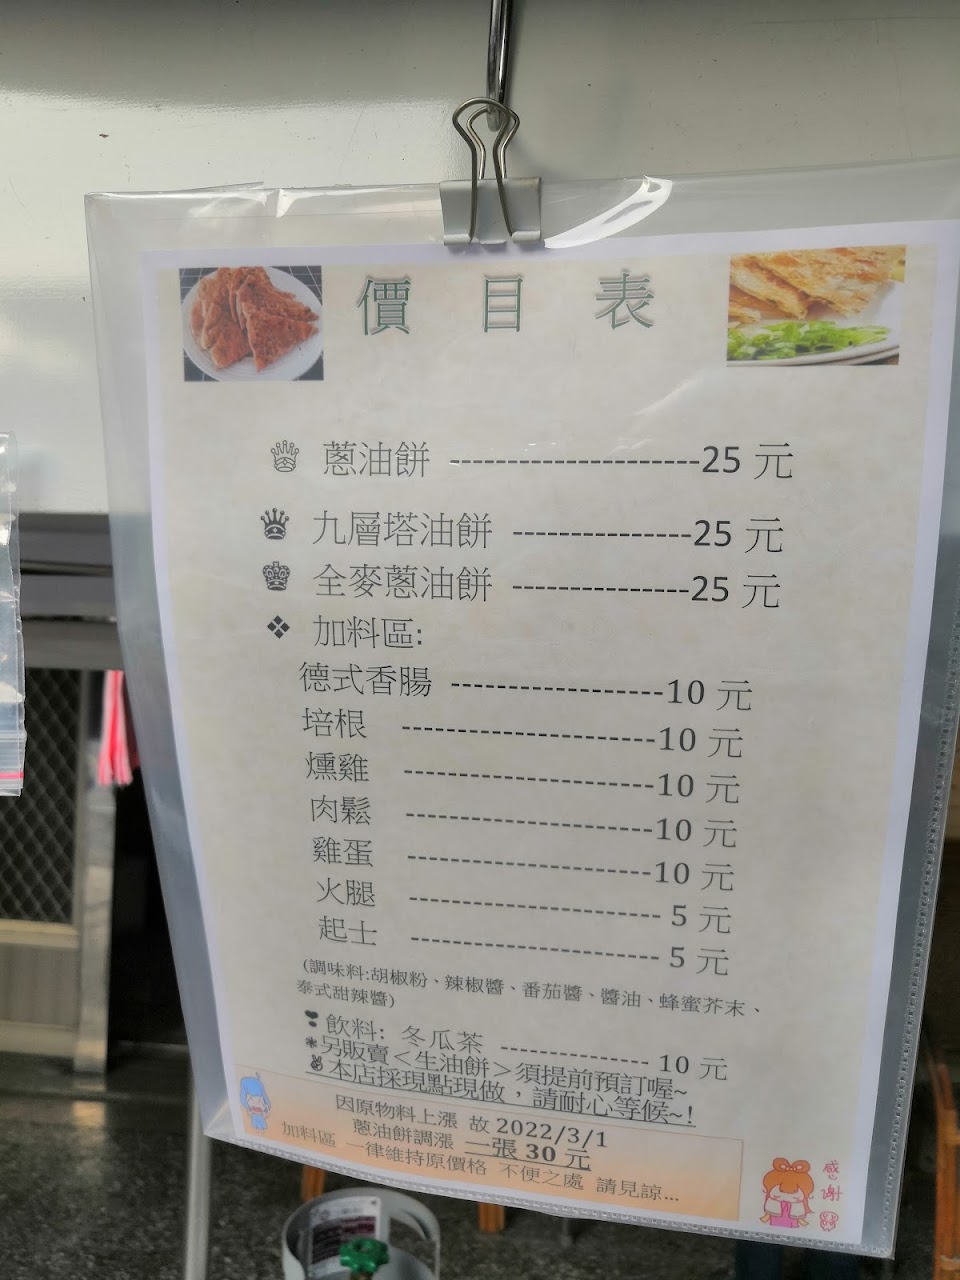 價目表
蔥油餅 ----------------------25 元
九層塔油餅 ----------------25 元
全麥蔥油餅 ----------------25 元
加料區:
德式香腸 -------------------10 元
培根 -----------------------10 元
燻雞 -----------------------10 元
肉鬆 -----------------------10 元
雞蛋 -----------------------10 元
火腿 ----------------------- 5 元
起士 ----------------------- 5 元
(調味料:胡椒粉、辣椒醬、番茄醬、醬油、蜂蜜芥末、
泰式甜辣醬)
飲料: 冬瓜茶 -------------- 10 元
*另販賣<生油餅>須提前預訂喔~
本店採現點現做,請耐心等候~!
因原物料上漲 故 2022/3/1
蔥油餅調漲 一張 30 元
加料區 一律維持原價格 不便之處 請見諒...
感謝